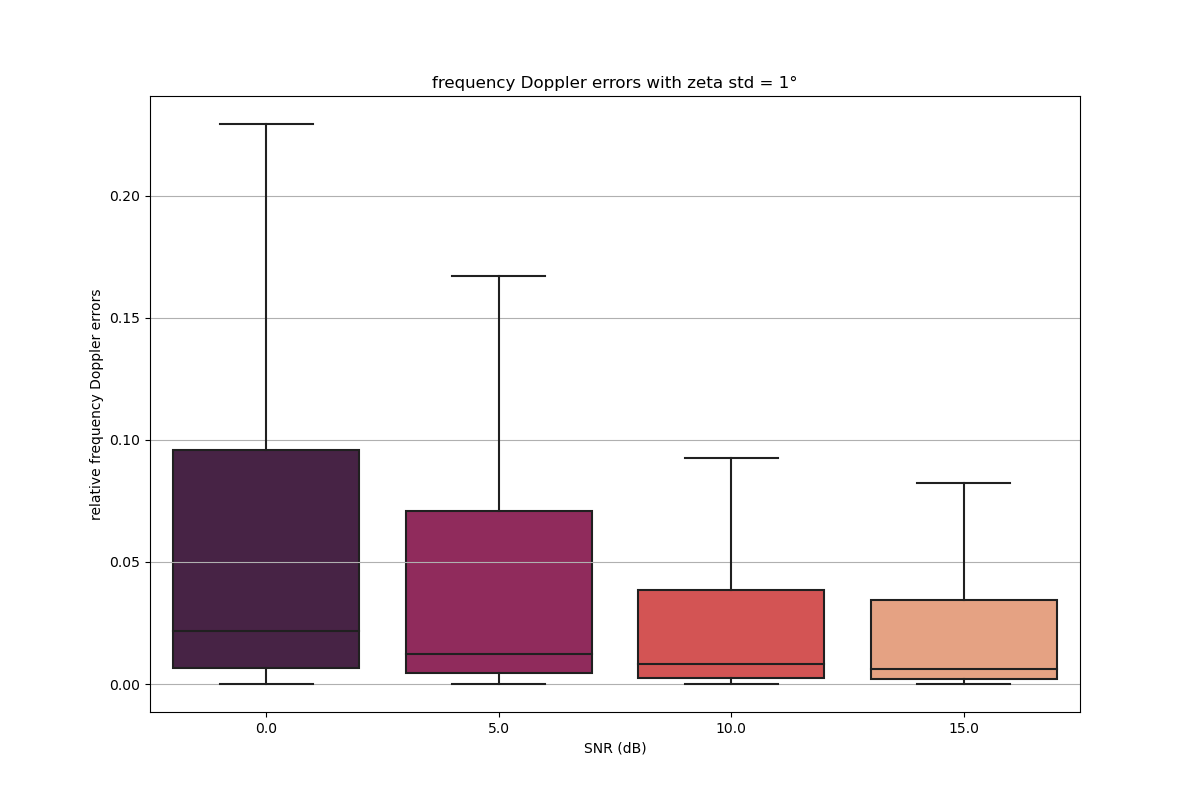 frequency Doppler errors with zeta std = 1°
relative frequency Doppler errors
0.20
0.15
0.10
0.05
0.00
0.0 5.0 10.0 15.0
SNR (dB)